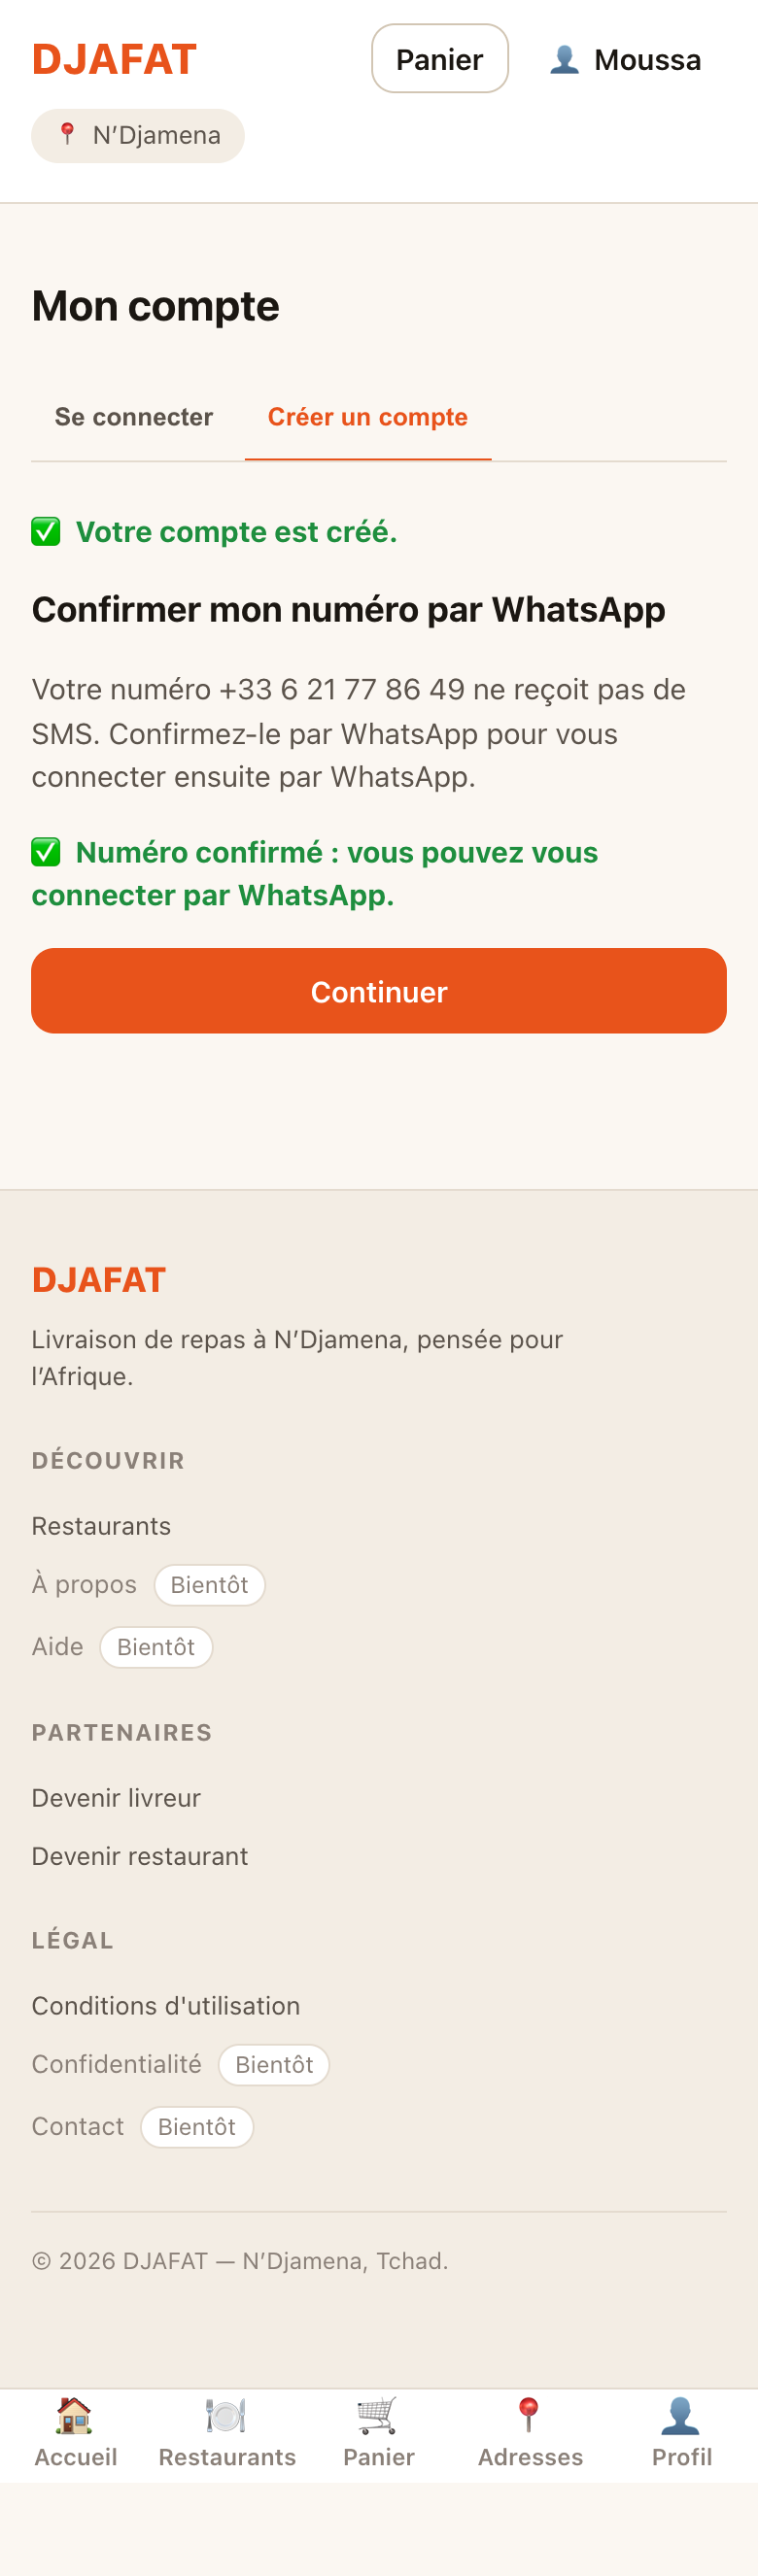 DJAFAT
Panier
Moussa
N’Djamena
Mon compte
Se connecter
Créer un compte
Votre compte est créé.
Confirmer mon numéro par WhatsApp
Votre numéro +33 6 21 77 86 49 ne reçoit pas de
SMS. Confirmez-le par WhatsApp pour vous
connecter ensuite par WhatsApp.
Numéro confirmé : vous pouvez vous
connecter par WhatsApp.
Continuer
DJAFAT
Livraison de repas à N’Djamena, pensée pour
l’Afrique.
DÉCOUVRIR
Restaurants
À propos Bientôt
Aide Bientôt
PARTENAIRES
Devenir livreur
Devenir restaurant
LÉGAL
Conditions d'utilisation
Confidentialité Bientôt
Contact Bientôt
© 2026 DJAFAT — N’Djamena, Tchad.
Accueil
Restaurants
Panier
Adresses
Profil